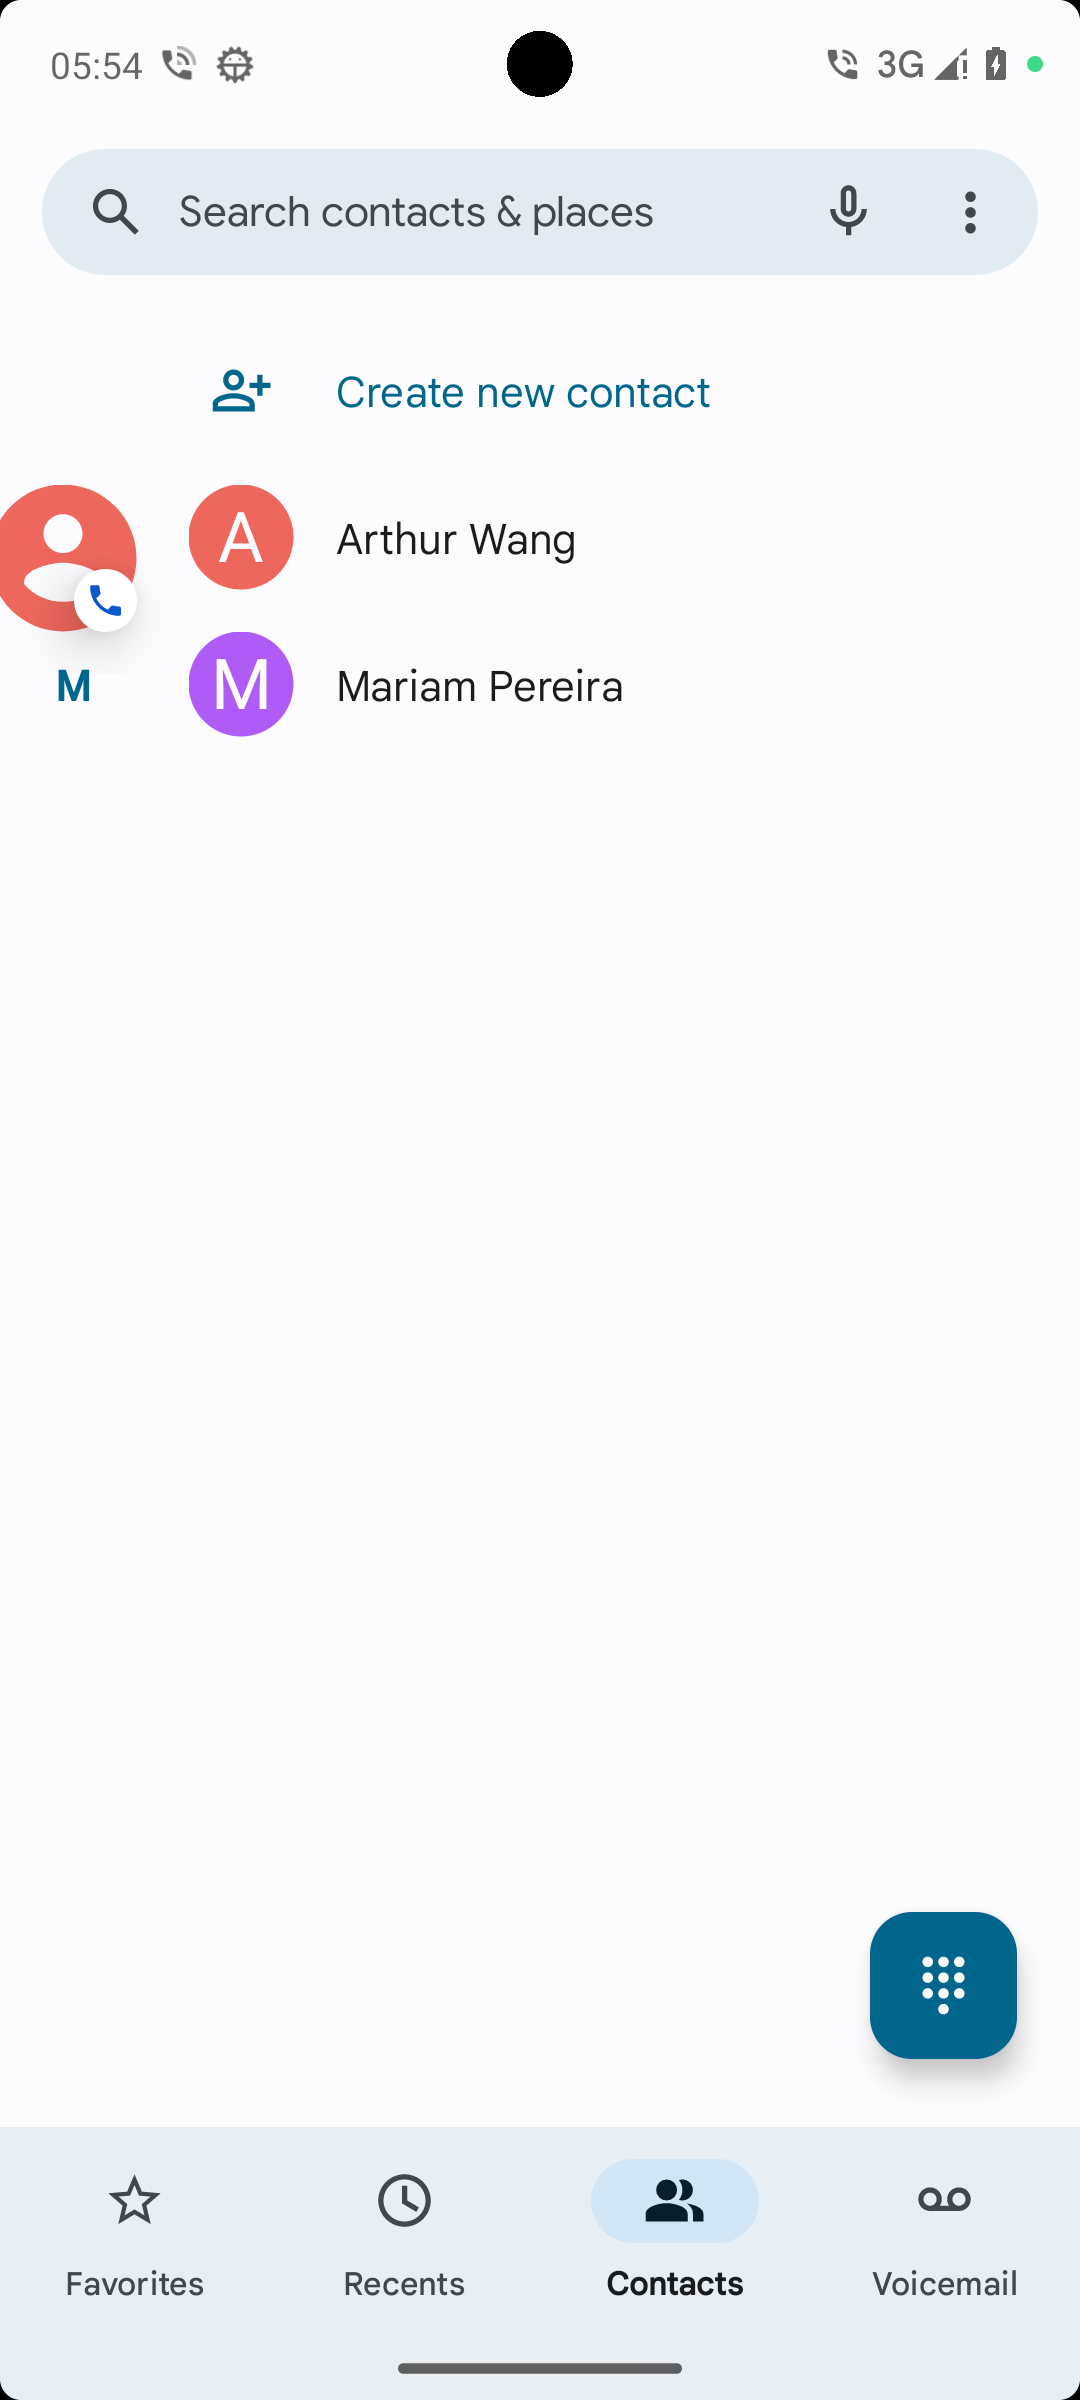 05:54
3G
Search contacts & places
Create new contact
A
Arthur Wang
M
M
Mariam Pereira
Favorites
Recents
Contacts
Voicemail